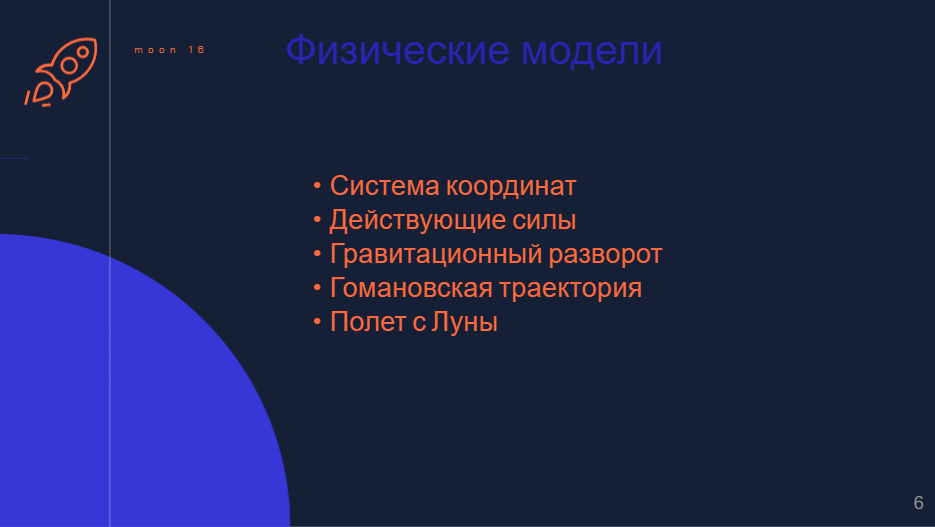 moon 16
Физические модели
• Система координат
• Действующие силы
• Гравитационный разворот
• Гомановская траектория
• Полет с Луны
6